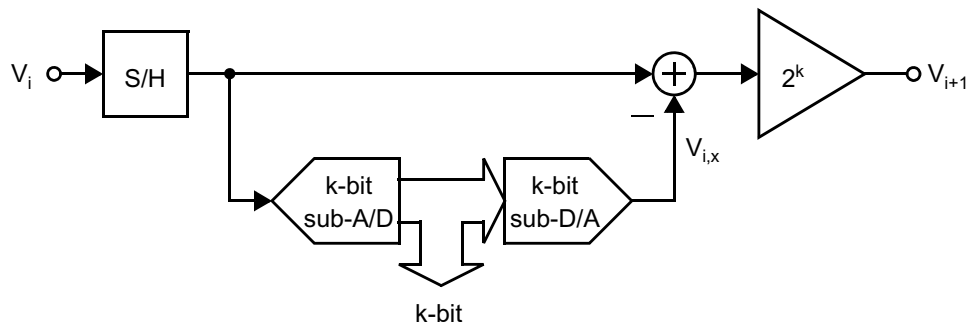 V_i
S/H
+
2^k
V_{i+1}
—
V_{i,x}
k-bit
sub-A/D
k-bit
sub-D/A
k-bit